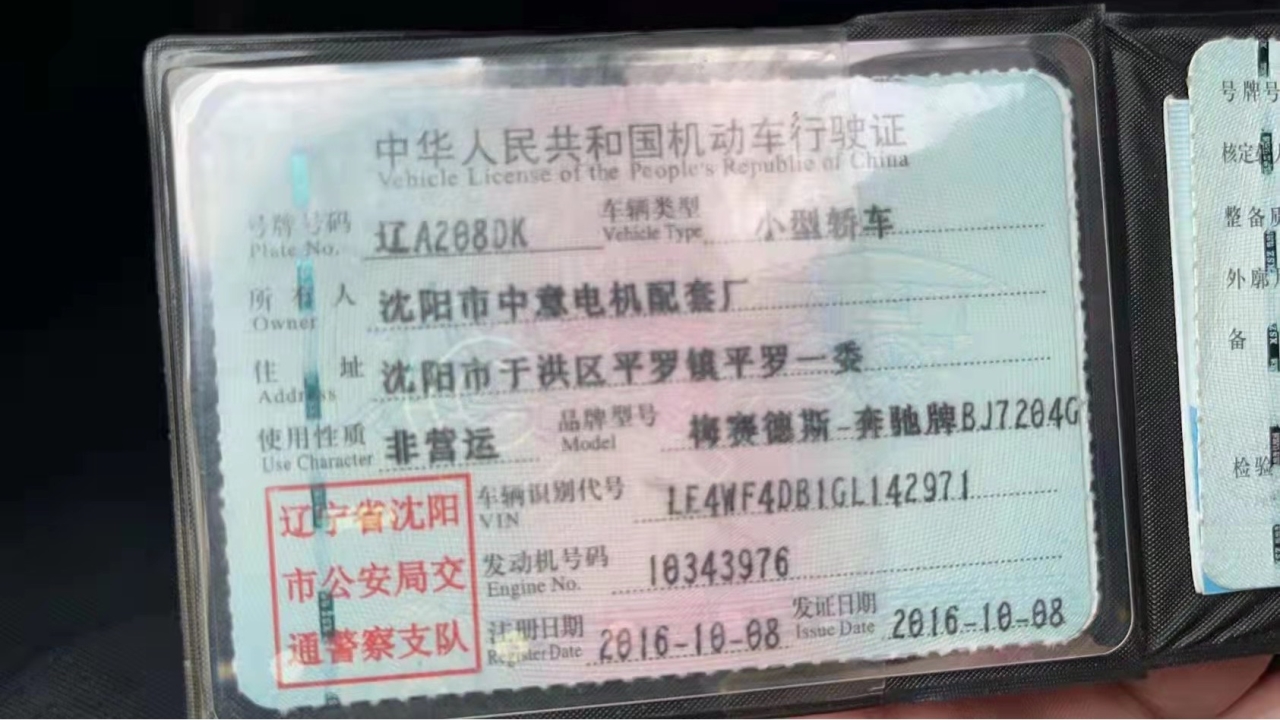 中华人民共和国机动车行驶证
Vehicle License of the People's Republic of China
号牌号码 辽A208DK 车辆类型 小型轿车
Plate No. Vehicle Type
所有人 沈阳市中意电机配套厂
Owner
住址 沈阳市于洪区平罗镇平罗一委
Address
使用性质 非营运 品牌型号 梅赛德斯-奔驰牌BJ7204G
Use Character Model
车辆识别代号 LE4WF4DB1GL142971
VIN
发动机号码 10343976
Engine No.
注册日期 2016-10-08 发证日期 2016-10-08
Register Date Issue Date
辽宁省沈阳
市公安局交
通警察支队
号牌号
核定
整备质
外廓
备
检验